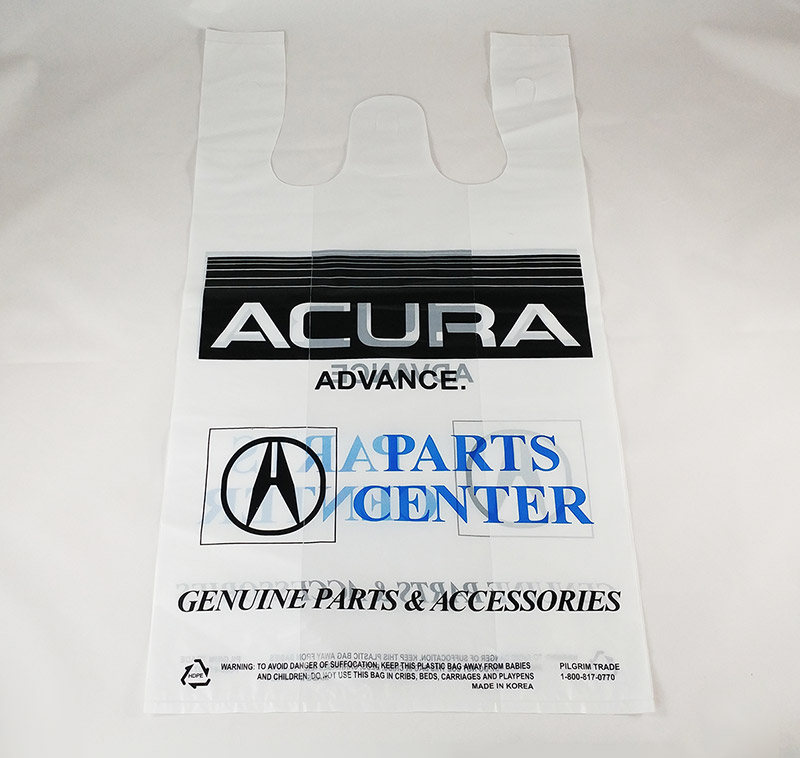 ACURA
ADVANCE.
PARTS
CENTER
GENUINE PARTS & ACCESSORIES
HDPE
WARNING: TO AVOID DANGER OF SUFFOCATION, KEEP THIS PLASTIC BAG AWAY FROM BABIES
AND CHILDREN. DO NOT USE THIS BAG IN CRIBS, BEDS, CARRIAGES AND PLAYPENS
MADE IN KOREA
PILGRIM TRADE
1-800-817-0770